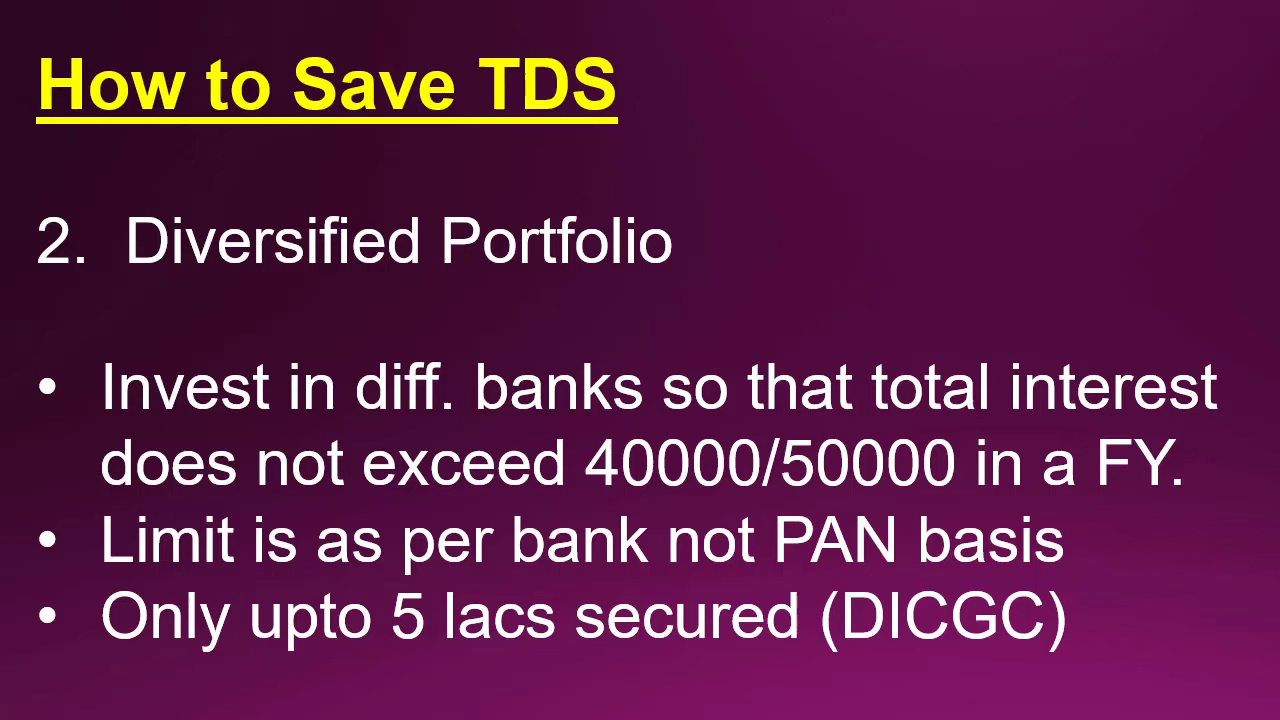 How to Save TDS
2. Diversified Portfolio
• Invest in diff. banks so that total interest
does not exceed 40000/50000 in a FY.
• Limit is as per bank not PAN basis
• Only upto 5 lacs secured (DICGC)